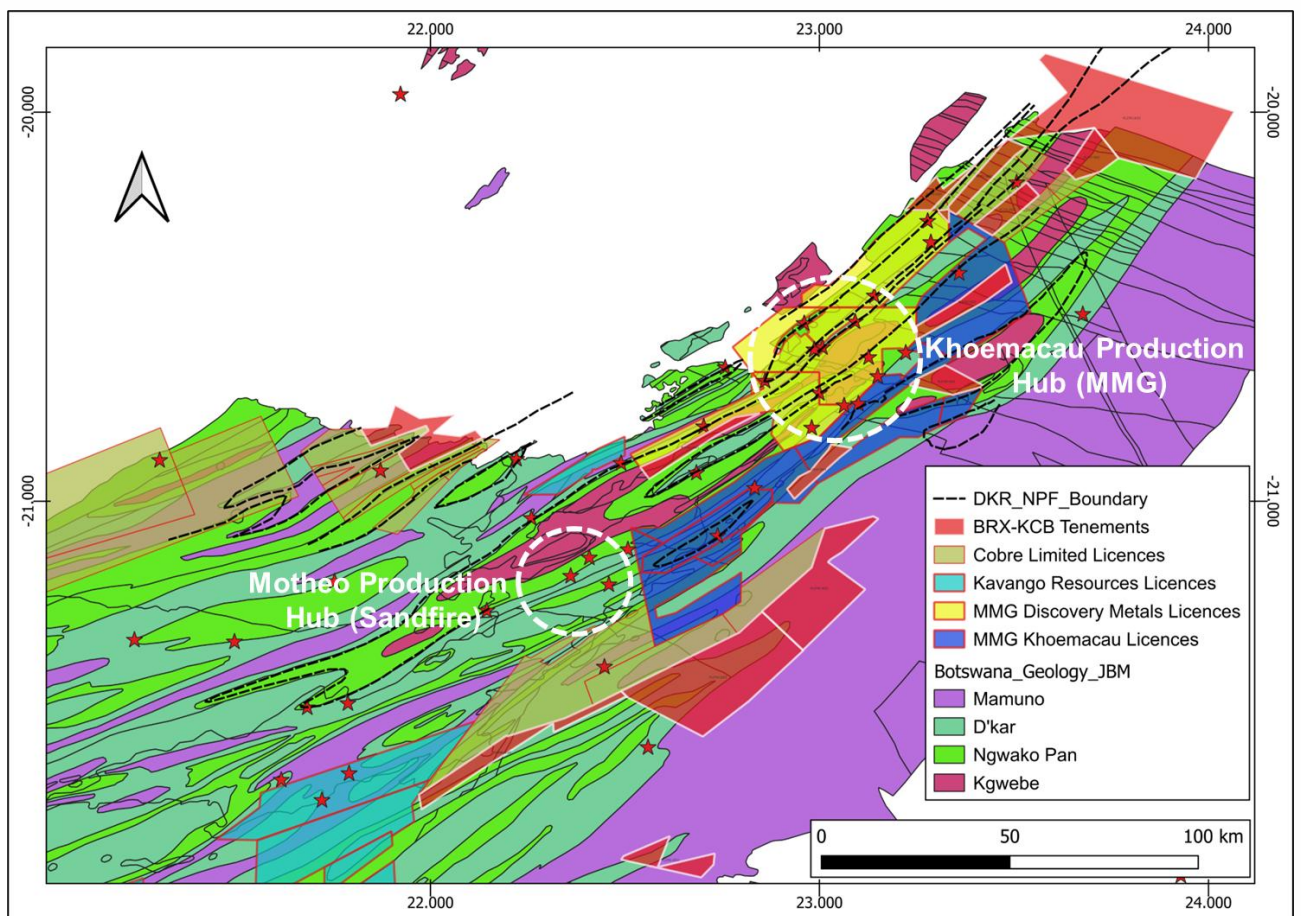 22.000 23.000 24.000
-20.000 -20.000
Khoemacau Production
Hub (MMG)
-21.000 -21.000
Motheo Production
Hub (Sandfire)
DKR_NPF_Boundary
BRX-KCB Tenements
Cobre Limited Licences
Kavango Resources Licences
MMG Discovery Metals Licences
MMG Khoemacau Licences
Botswana_Geology_JBM
Mamuno
D'kar
Ngwako Pan
Kgwebe
0 50 100 km
22.000 23.000 24.000